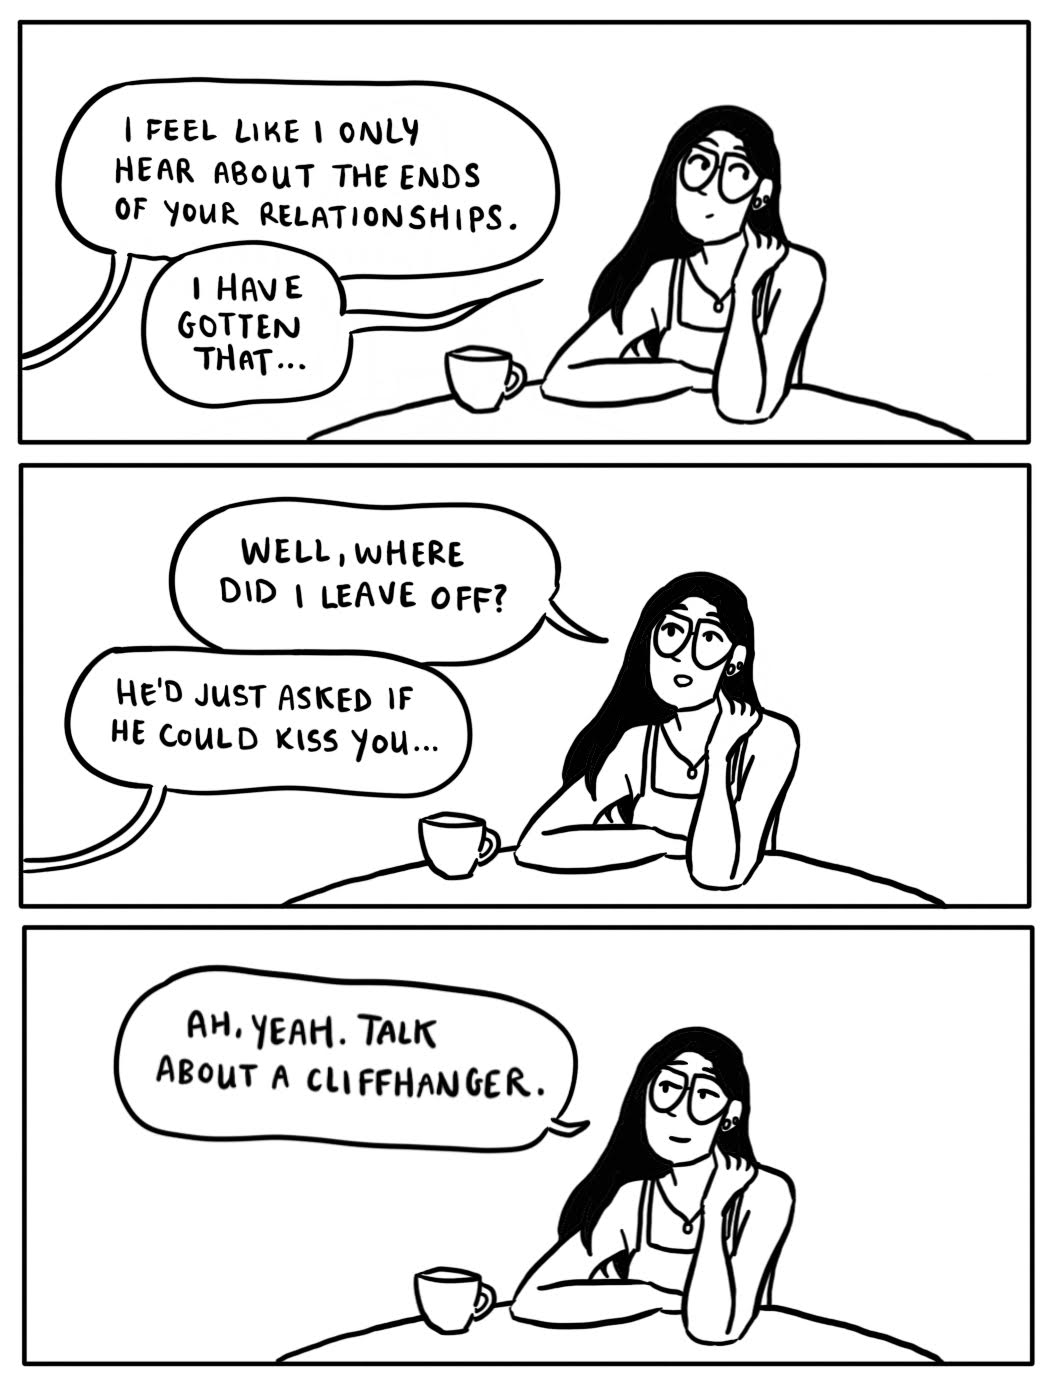 I FEEL LIKE I ONLY
HEAR ABOUT THE ENDS
OF YOUR RELATIONSHIPS.
I HAVE
GOTTEN
THAT...
WELL, WHERE
DID I LEAVE OFF?
HE'D JUST ASKED IF
HE COULD KISS YOU...
AH. YEAH. TALK
ABOUT A CLIFFHANGER.